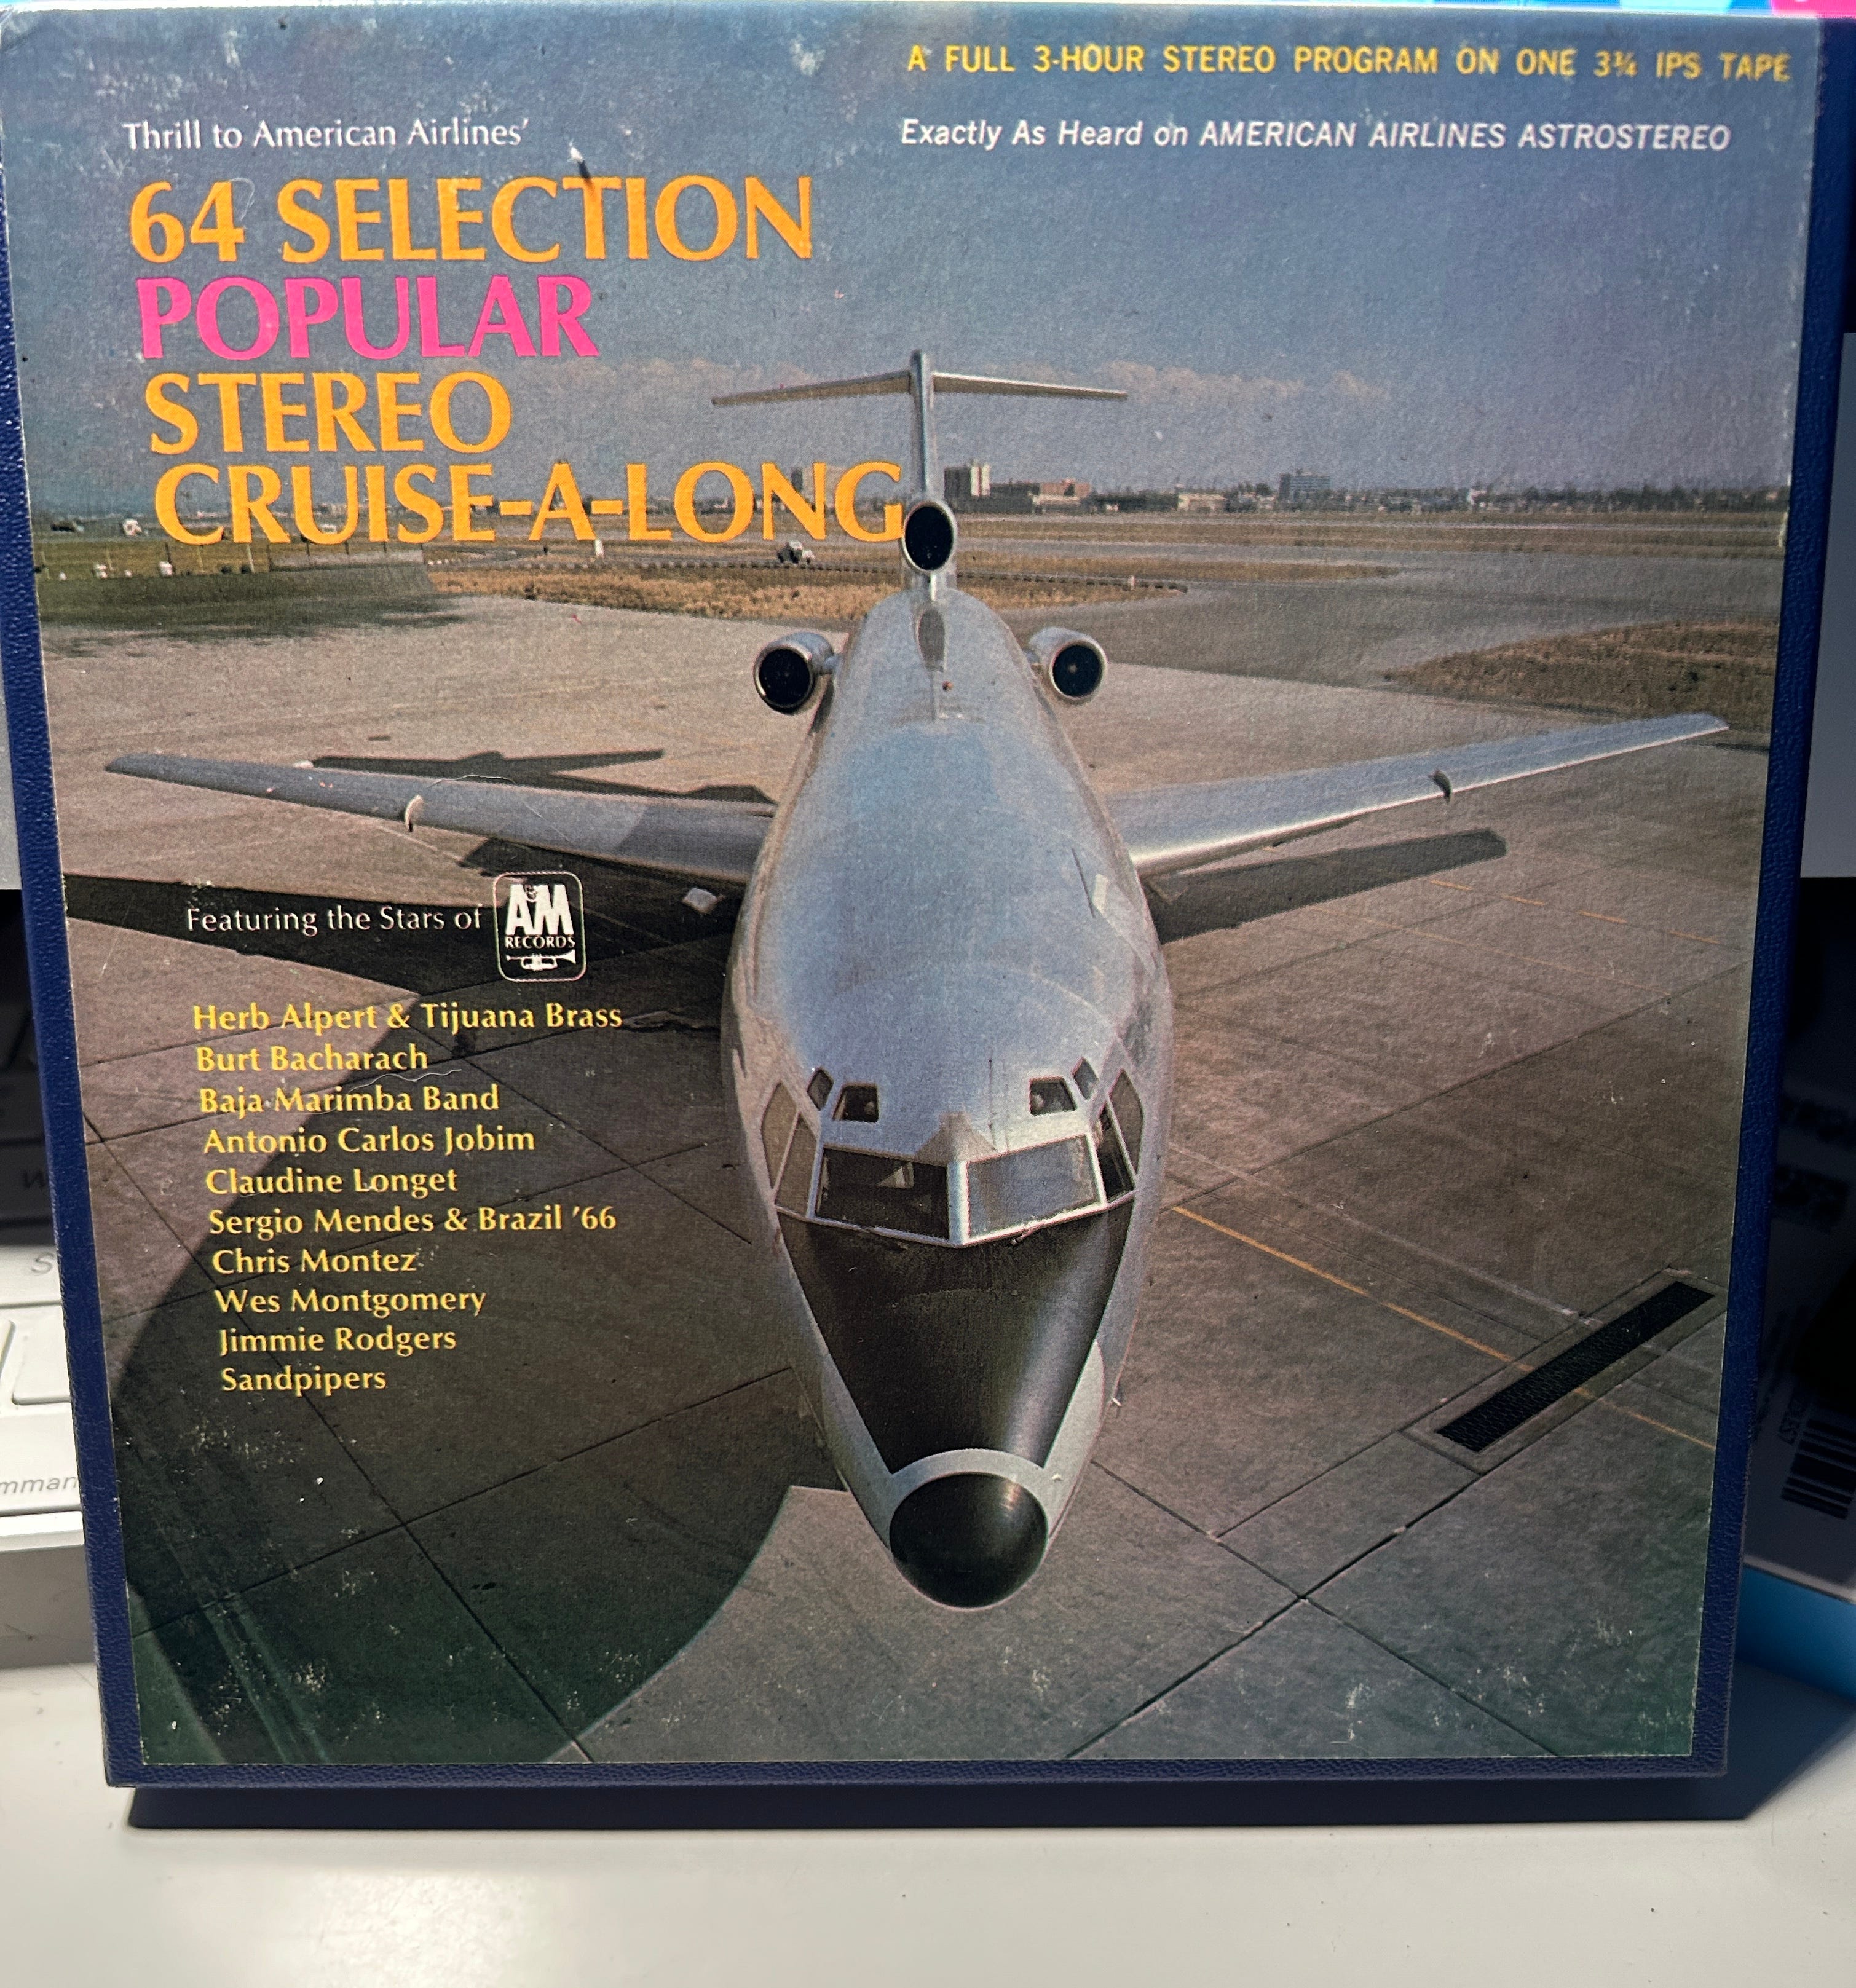 A FULL 3-HOUR STEREO PROGRAM ON ONE 3¾ IPS TAPE
Thrill to American Airlines'
Exactly As Heard on AMERICAN AIRLINES ASTROSTEREO
64 SELECTION
POPULAR
STEREO
CRUISE-A-LONG
Featuring the Stars of
A&M
RECORDS
Herb Alpert & Tijuana Brass
Burt Bacharach
Baja Marimba Band
Antonio Carlos Jobim
Claudine Longet
Sergio Mendes & Brazil '66
Chris Montez
Wes Montgomery
Jimmie Rodgers
Sandpipers